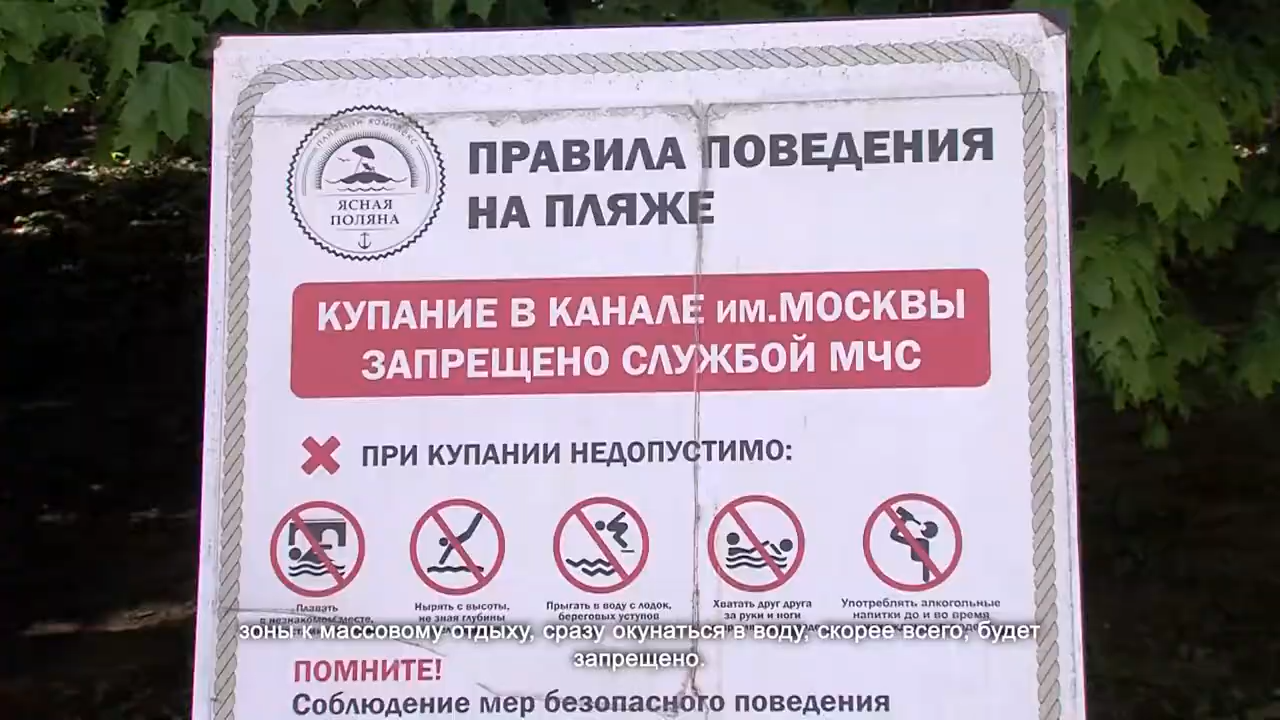 ПЛЯЖНЫЙ КОМПЛЕКС
ЯСНАЯ
ПОЛЯНА
ПРАВИЛА ПОВЕДЕНИЯ
НА ПЛЯЖЕ
КУПАНИЕ В КАНАЛЕ им.МОСКВЫ
ЗАПРЕЩЕНО СЛУЖБОЙ МЧС
ПРИ КУПАНИИ НЕДОПУСТИМО:
Плавать
в незнакомом месте,
Нырять с высоты,
не зная глубины
Прыгать в воду с лодок,
береговых уступов
Хватать друг друга
за руки и ноги
Употреблять алкогольные
напитки до и во время
зоны к массовому отдыху, сразу окунаться в воду, скорее всего, будет
запрещено.
ПОМНИТЕ!
Соблюдение мер безопасного поведения